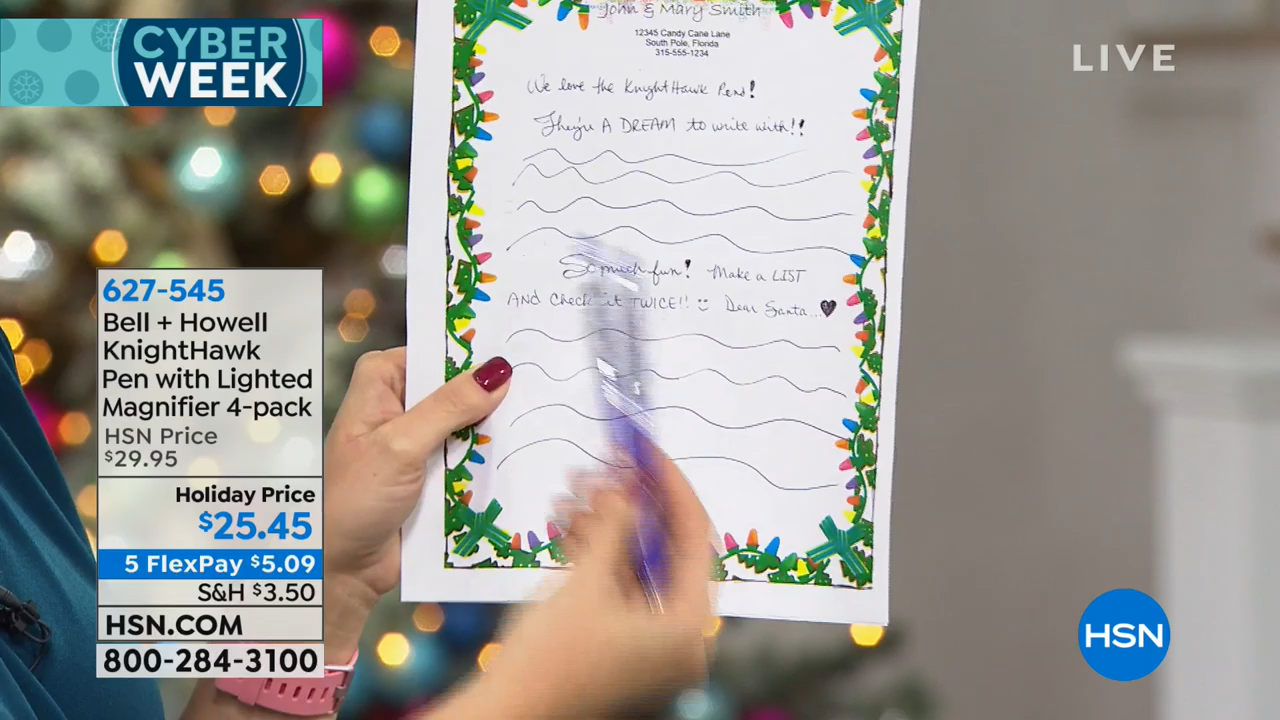 CYBER
WEEK
LIVE
John & Mary Smith
12345 Candy Cane Lane
South Pole, Florida
315-555-1234
We love the KnightHawk Pens!
They're A DREAM to write with!!
So much fun! Make a LIST
AND Check it TWICE!! Dear Santa...
627-545
Bell + Howell
KnightHawk
Pen with Lighted
Magnifier 4-pack
HSN Price
$29.95
Holiday Price
$25.45
5 FlexPay $5.09
S&H $3.50
HSN.COM
800-284-3100
HSN